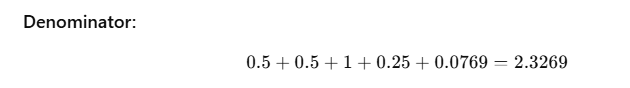 Denominator:
0.5 + 0.5 + 1 + 0.25 + 0.0769 = 2.3269